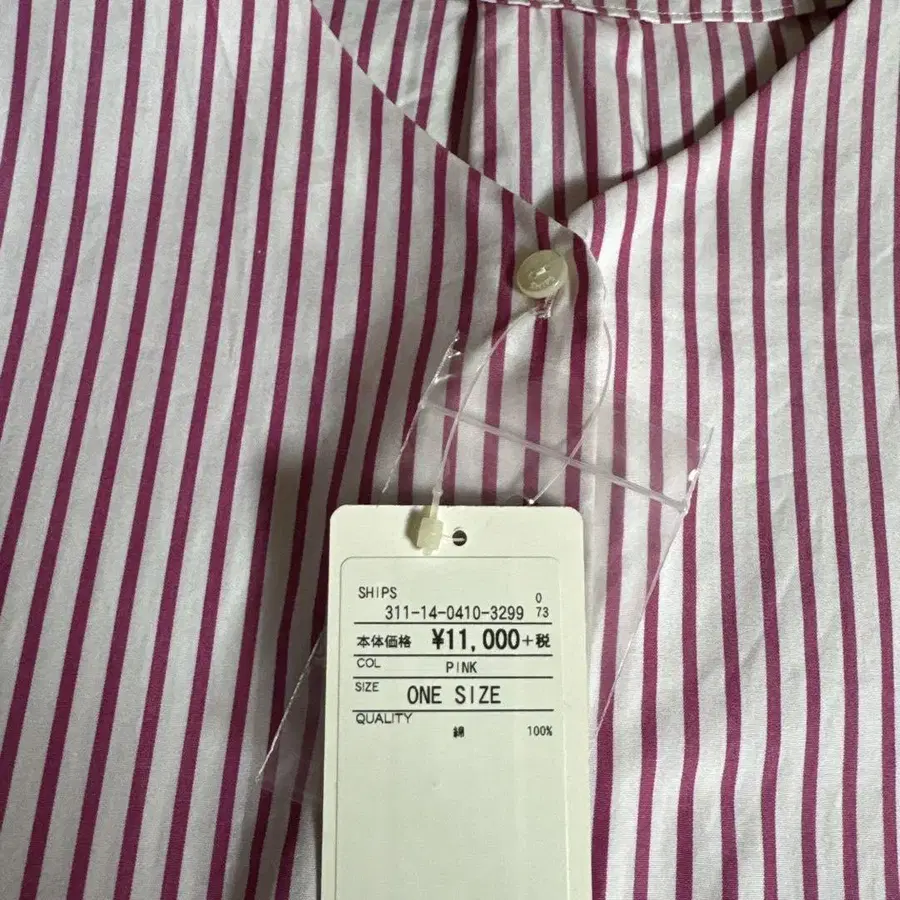 SHIPS
SHIPS
0
311-14-0410-3299 73
本体価格 ¥11,000+税
COL PINK
SIZE ONE SIZE
QUALITY
綿 100%